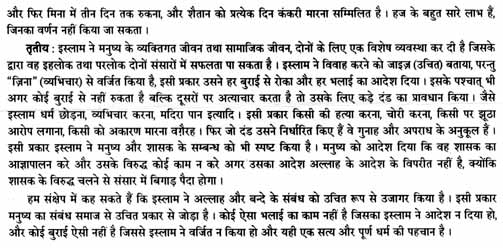 और फिर मिना में तीन दिन तक रुकना, और शैतान को प्रत्येक दिन कंकरी मारना सम्मिलित है। हज के बहुत सारे लाभ हैं,
जिनका वर्णन नहीं किया जा सकता।
तृतीय: इस्लाम ने मनुष्य के व्यक्तिगत जीवन तथा सामाजिक जीवन, दोनों के लिए एक विशेष व्यवस्था कर दी है जिसके
द्वारा वह इहलोक तथा परलोक दोनों संसारों में सफलता पा सकता है। इस्लाम ने विवाह करने को जाइज़ (उचित) बताया, परन्तु
“ज़िना” (व्यभिचार) से वर्जित किया है, इसी प्रकार उसने हर बुराई से रोका और हर भलाई का आदेश दिया। इसके पश्चात् भी
अगर कोई बुराई से नहीं रुकता है बल्कि दूसरों पर अत्याचार करता है तो उसके लिए कड़े दंड का प्रावधान किया। जैसे
इस्लाम धर्म छोड़ना, व्यभिचार करना, मदिरा पान इत्यादि। इसी प्रकार किसी की हत्या करना, चोरी करना, किसी पर झूठा
आरोप लगाना, किसी को अकारण मारना वग़ैरह। फिर जो दंड उसने निर्धारित किए हैं वे गुनाह और अपराध के अनुकूल हैं।
इसी प्रकार इस्लाम ने मनुष्य और शासक के सम्बन्ध को भी स्पष्ट किया है। मनुष्य को आदेश दिया कि वह शासक का
आज्ञापालन करे और उसके विरुद्ध कोई काम न करे अगर उसका आदेश अल्लाह के आदेश के विपरीत नहीं है, क्योंकि
शासक के विरुद्ध चलने से संसार में बिगाड़ पैदा होगा।
हम संक्षेप में कह सकते हैं कि इस्लाम ने अल्लाह और बन्दे के संबंध को उचित रूप से उजागर किया है। इसी प्रकार
मनुष्य का संबंध समाज से उचित प्रकार से जोड़ा है। कोई ऐसा भलाई का काम नहीं है जिसका इस्लाम ने आदेश न दिया हो,
और कोई बुराई ऐसी नहीं है जिससे इस्लाम ने वर्जित न किया हो और यही एक सत्य और पूर्ण धर्म की पहचान है।